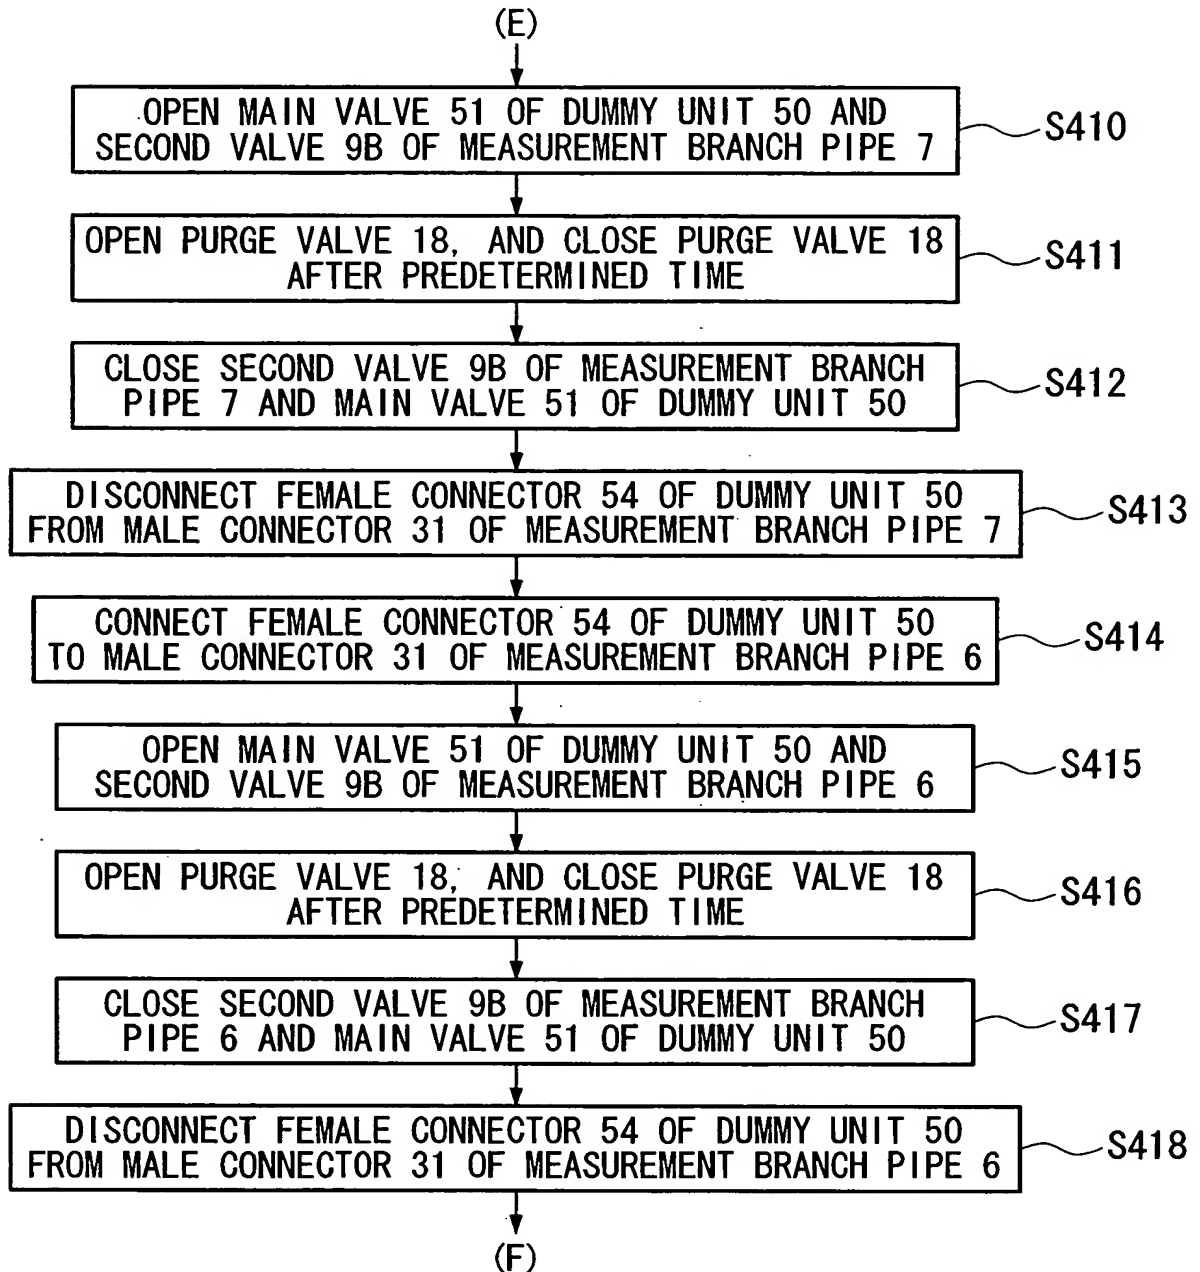 (E)
OPEN MAIN VALVE 51 OF DUMMY UNIT 50 AND
SECOND VALVE 9B OF MEASUREMENT BRANCH PIPE 7
S410
OPEN PURGE VALVE 18, AND CLOSE PURGE VALVE 18
AFTER PREDETERMINED TIME
S411
CLOSE SECOND VALVE 9B OF MEASUREMENT BRANCH
PIPE 7 AND MAIN VALVE 51 OF DUMMY UNIT 50
S412
DISCONNECT FEMALE CONNECTOR 54 OF DUMMY UNIT 50
FROM MALE CONNECTOR 31 OF MEASUREMENT BRANCH PIPE 7
S413
CONNECT FEMALE CONNECTOR 54 OF DUMMY UNIT 50
TO MALE CONNECTOR 31 OF MEASUREMENT BRANCH PIPE 6
S414
OPEN MAIN VALVE 51 OF DUMMY UNIT 50 AND
SECOND VALVE 9B OF MEASUREMENT BRANCH PIPE 6
S415
OPEN PURGE VALVE 18, AND CLOSE PURGE VALVE 18
AFTER PREDETERMINED TIME
S416
CLOSE SECOND VALVE 9B OF MEASUREMENT BRANCH
PIPE 6 AND MAIN VALVE 51 OF DUMMY UNIT 50
S417
DISCONNECT FEMALE CONNECTOR 54 OF DUMMY UNIT 50
FROM MALE CONNECTOR 31 OF MEASUREMENT BRANCH PIPE 6
S418
(F)